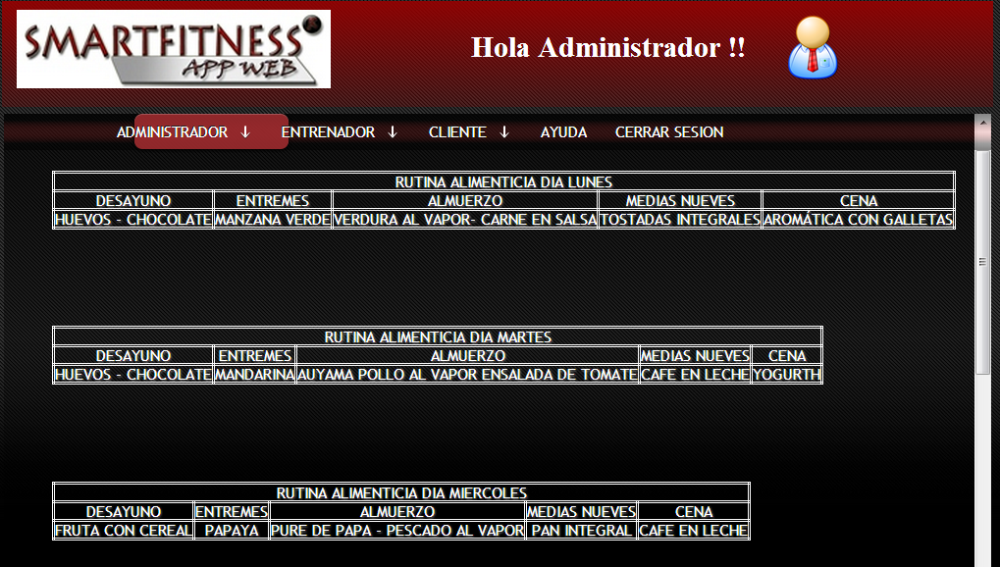 SMARTFITNESS
APP WEB
Hola Administrador !!
ADMINISTRADOR ↓ ENTRENADOR ↓ CLIENTE ↓ AYUDA CERRAR SESION
RUTINA ALIMENTICIA DIA LUNES
DESAYUNO ENTREMES ALMUERZO MEDIAS NUEVES CENA
HUEVOS - CHOCOLATE MANZANA VERDE VERDURA AL VAPOR- CARNE EN SALSA TOSTADAS INTEGRALES AROMÁTICA CON GALLETAS
RUTINA ALIMENTICIA DIA MARTES
DESAYUNO ENTREMES ALMUERZO MEDIAS NUEVES CENA
HUEVOS - CHOCOLATE MANDARINA AUYAMA POLLO AL VAPOR ENSALADA DE TOMATE CAFE EN LECHE YOGURTH
RUTINA ALIMENTICIA DIA MIERCOLES
DESAYUNO ENTREMES ALMUERZO MEDIAS NUEVES CENA
FRUTA CON CEREAL PAPAYA PURE DE PAPA - PESCADO AL VAPOR PAN INTEGRAL CAFE EN LECHE